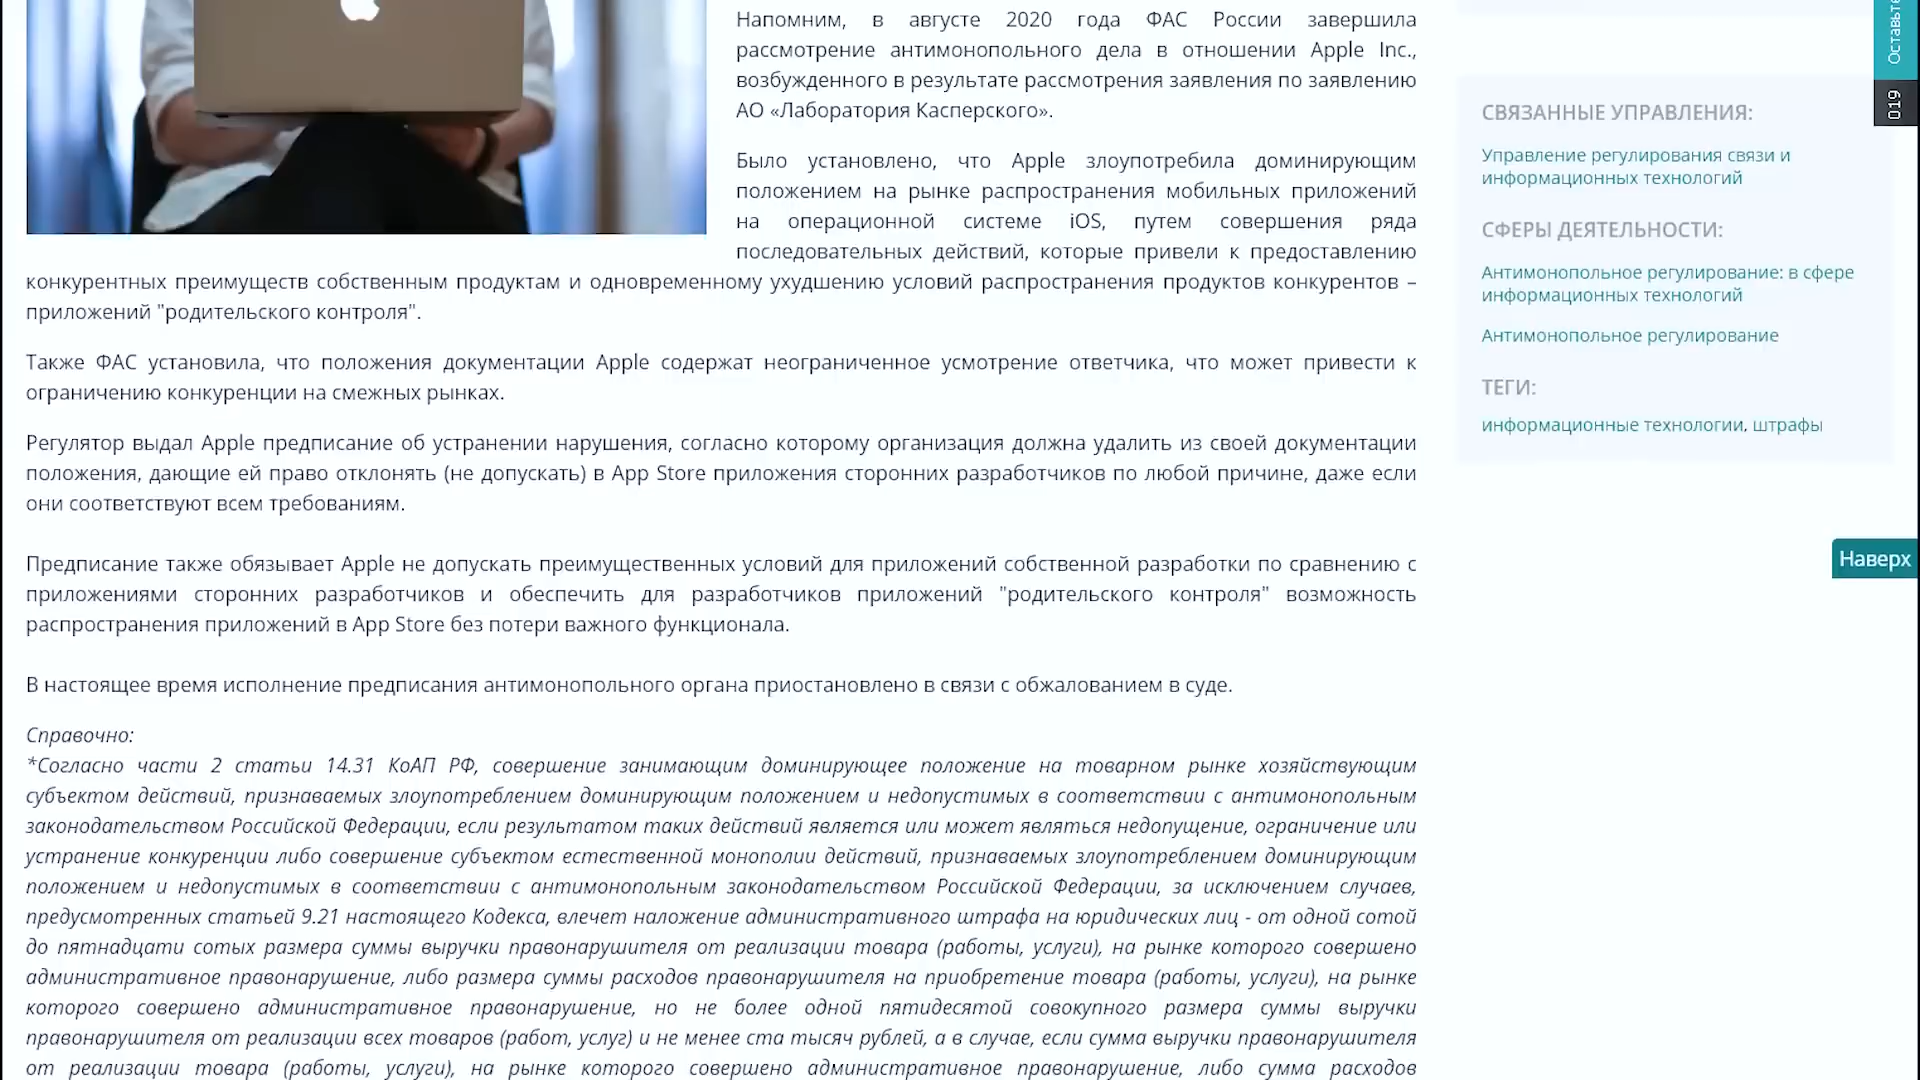 Напомним, в августе 2020 года ФАС России завершила
рассмотрение антимонопольного дела в отношении Apple Inc.,
возбужденного в результате рассмотрения заявления по заявлению
АО «Лаборатория Касперского».
Было установлено, что Apple злоупотребила доминирующим
положением на рынке распространения мобильных приложений
на операционной системе iOS, путем совершения ряда
последовательных действий, которые привели к предоставлению
конкурентных преимуществ собственным продуктам и одновременному ухудшению условий распространения продуктов конкурентов –
приложений "родительского контроля".
Также ФАС установила, что положения документации Apple содержат неограниченное усмотрение ответчика, что может привести к
ограничению конкуренции на смежных рынках.
Регулятор выдал Apple предписание об устранении нарушения, согласно которому организация должна удалить из своей документации
положения, дающие ей право отклонять (не допускать) в App Store приложения сторонних разработчиков по любой причине, даже если
они соответствуют всем требованиям.
Предписание также обязывает Apple не допускать преимущественных условий для приложений собственной разработки по сравнению с
приложениями сторонних разработчиков и обеспечить для разработчиков приложений "родительского контроля" возможность
распространения приложений в App Store без потери важного функционала.
В настоящее время исполнение предписания антимонопольного органа приостановлено в связи с обжалованием в суде.
Справочно:
*Согласно части 2 статьи 14.31 КоАП РФ, совершение занимающим доминирующее положение на товарном рынке хозяйствующим
субъектом действий, признаваемых злоупотреблением доминирующим положением и недопустимых в соответствии с антимонопольным
законодательством Российской Федерации, если результатом таких действий является или может являться недопущение, ограничение или
устранение конкуренции либо совершение субъектом естественной монополии действий, признаваемых злоупотреблением доминирующим
положением и недопустимых в соответствии с антимонопольным законодательством Российской Федерации, за исключением случаев,
предусмотренных статьей 9.21 настоящего Кодекса, влечет наложение административного штрафа на юридических лиц - от одной сотой
до пятнадцати сотых размера суммы выручки правонарушителя от реализации товара (работы, услуги), на рынке которого совершено
административное правонарушение, либо размера суммы расходов правонарушителя на приобретение товара (работы, услуги), на рынке
которого совершено административное правонарушение, но не более одной пятидесятой совокупного размера суммы выручки
правонарушителя от реализации всех товаров (работ, услуг) и не менее ста тысяч рублей, а в случае, если сумма выручки правонарушителя
от реализации товара (работы, услуги), на рынке которого совершено административное правонарушение, либо сумма расходов
СВЯЗАННЫЕ УПРАВЛЕНИЯ:
Управление регулирования связи и
информационных технологий
СФЕРЫ ДЕЯТЕЛЬНОСТИ:
Антимонопольное регулирование: в сфере
информационных технологий
Антимонопольное регулирование
ТЕГИ:
информационные технологии, штрафы
Наверх